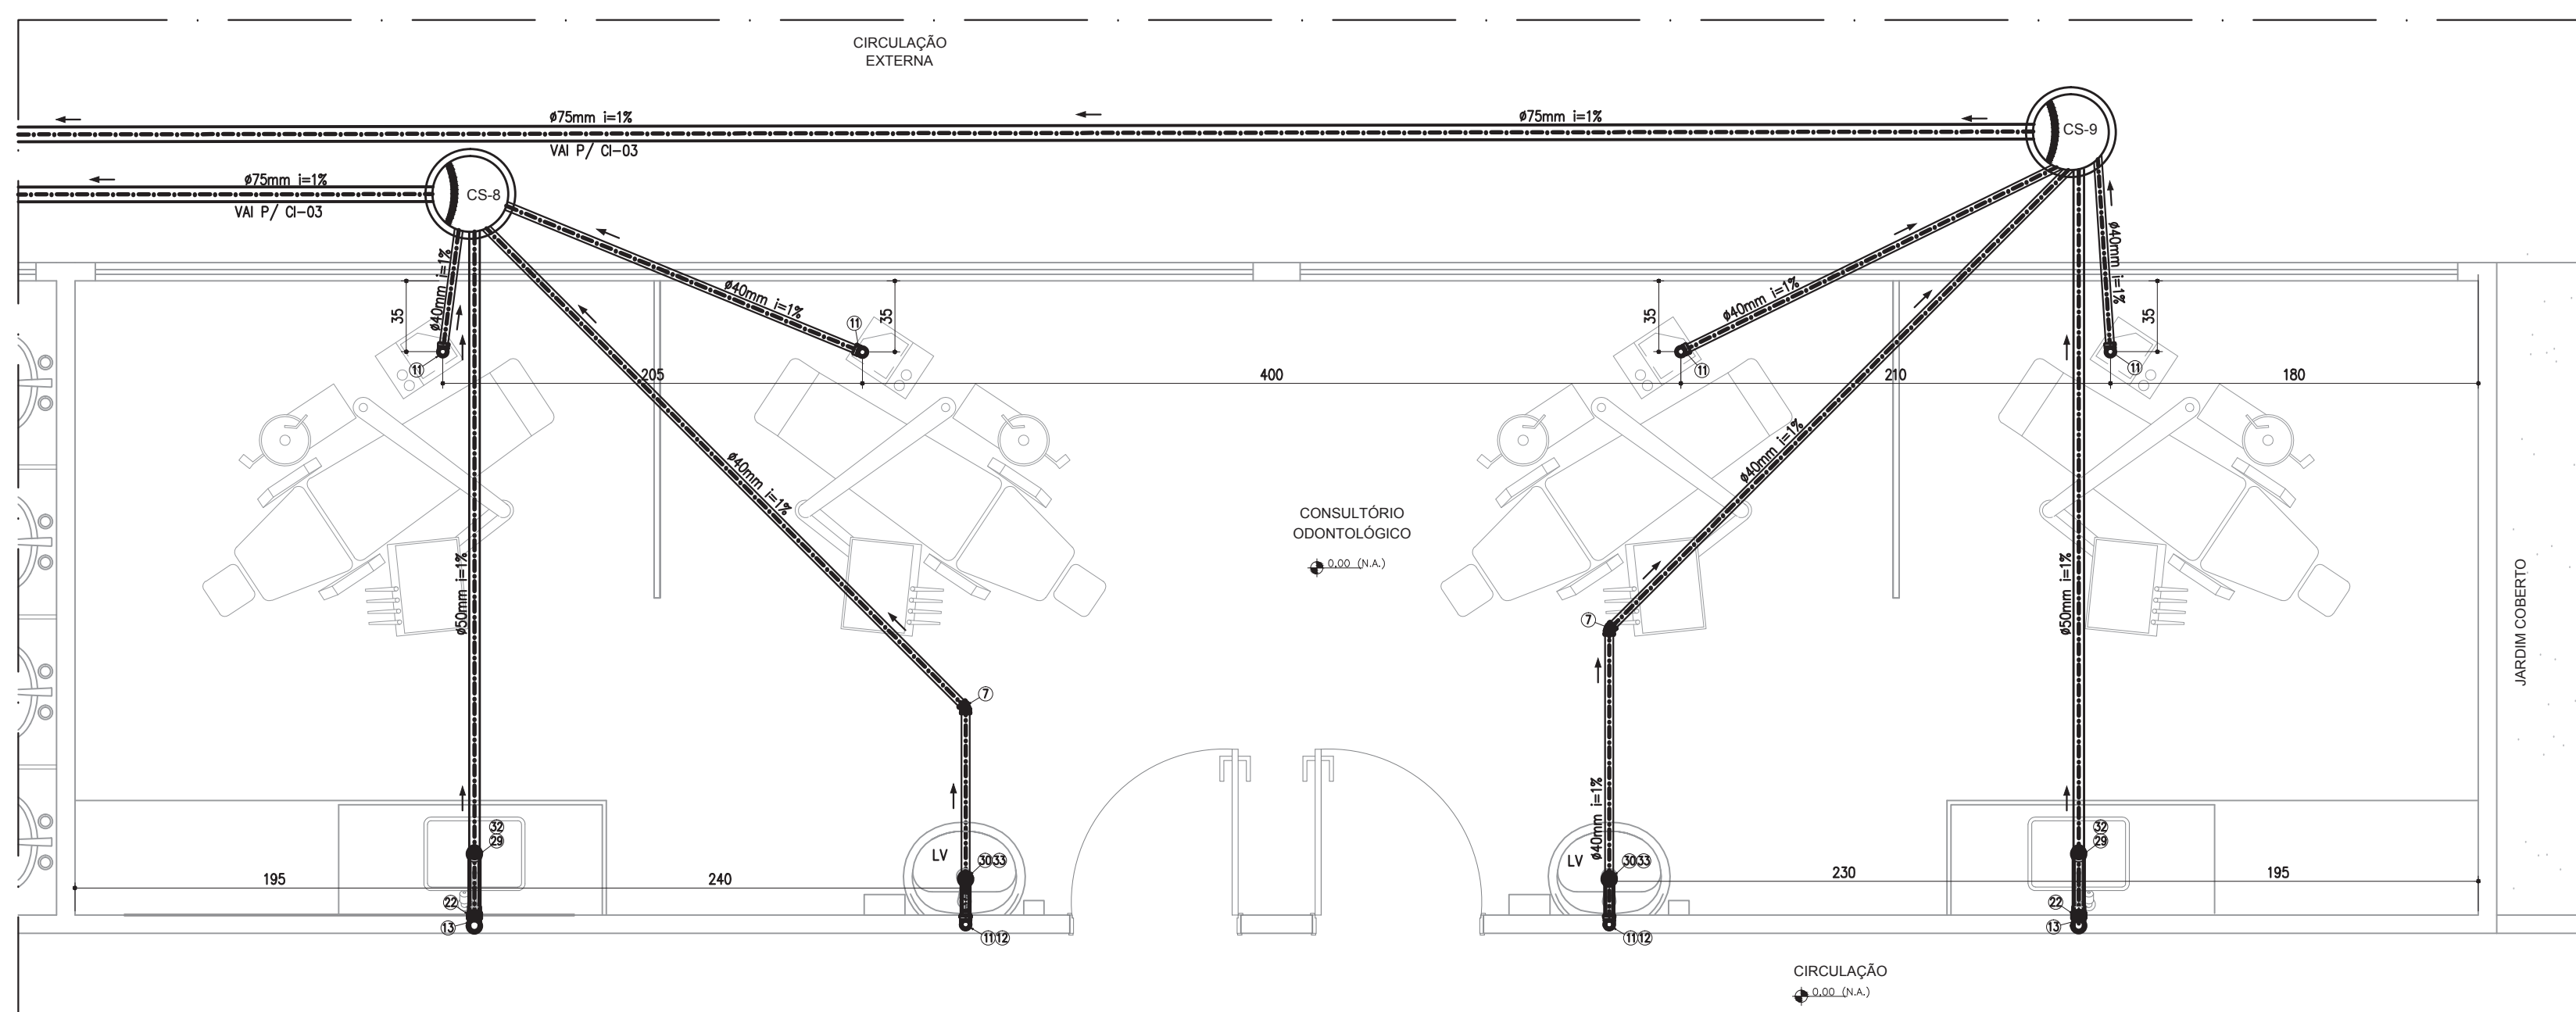 CIRCULAÇÃO
EXTERNA
ø75mm i=1%
VAI P/ CI-03
ø75mm i=1%
CS-9
ø75mm i=1%
VAI P/ CI-03
CS-8
ø40mm i=1%
ø40mm i=1%
ø40mm i=1%
ø40mm i=1%
35
35
35
35
11
11
11
11
205
400
210
180
ø40mm i=1%
ø40mm i=1%
CONSULTÓRIO
ODONTOLÓGICO
0,00 (N.A.)
ø50mm i=1%
ø50mm i=1%
JARDIM COBERTO
7
7
ø40mm i=1%
32
29
LV
30 33
LV
30 33
32
29
195
240
230
195
22
13
11 12
11 12
22
13
CIRCULAÇÃO
0,00 (N.A.)